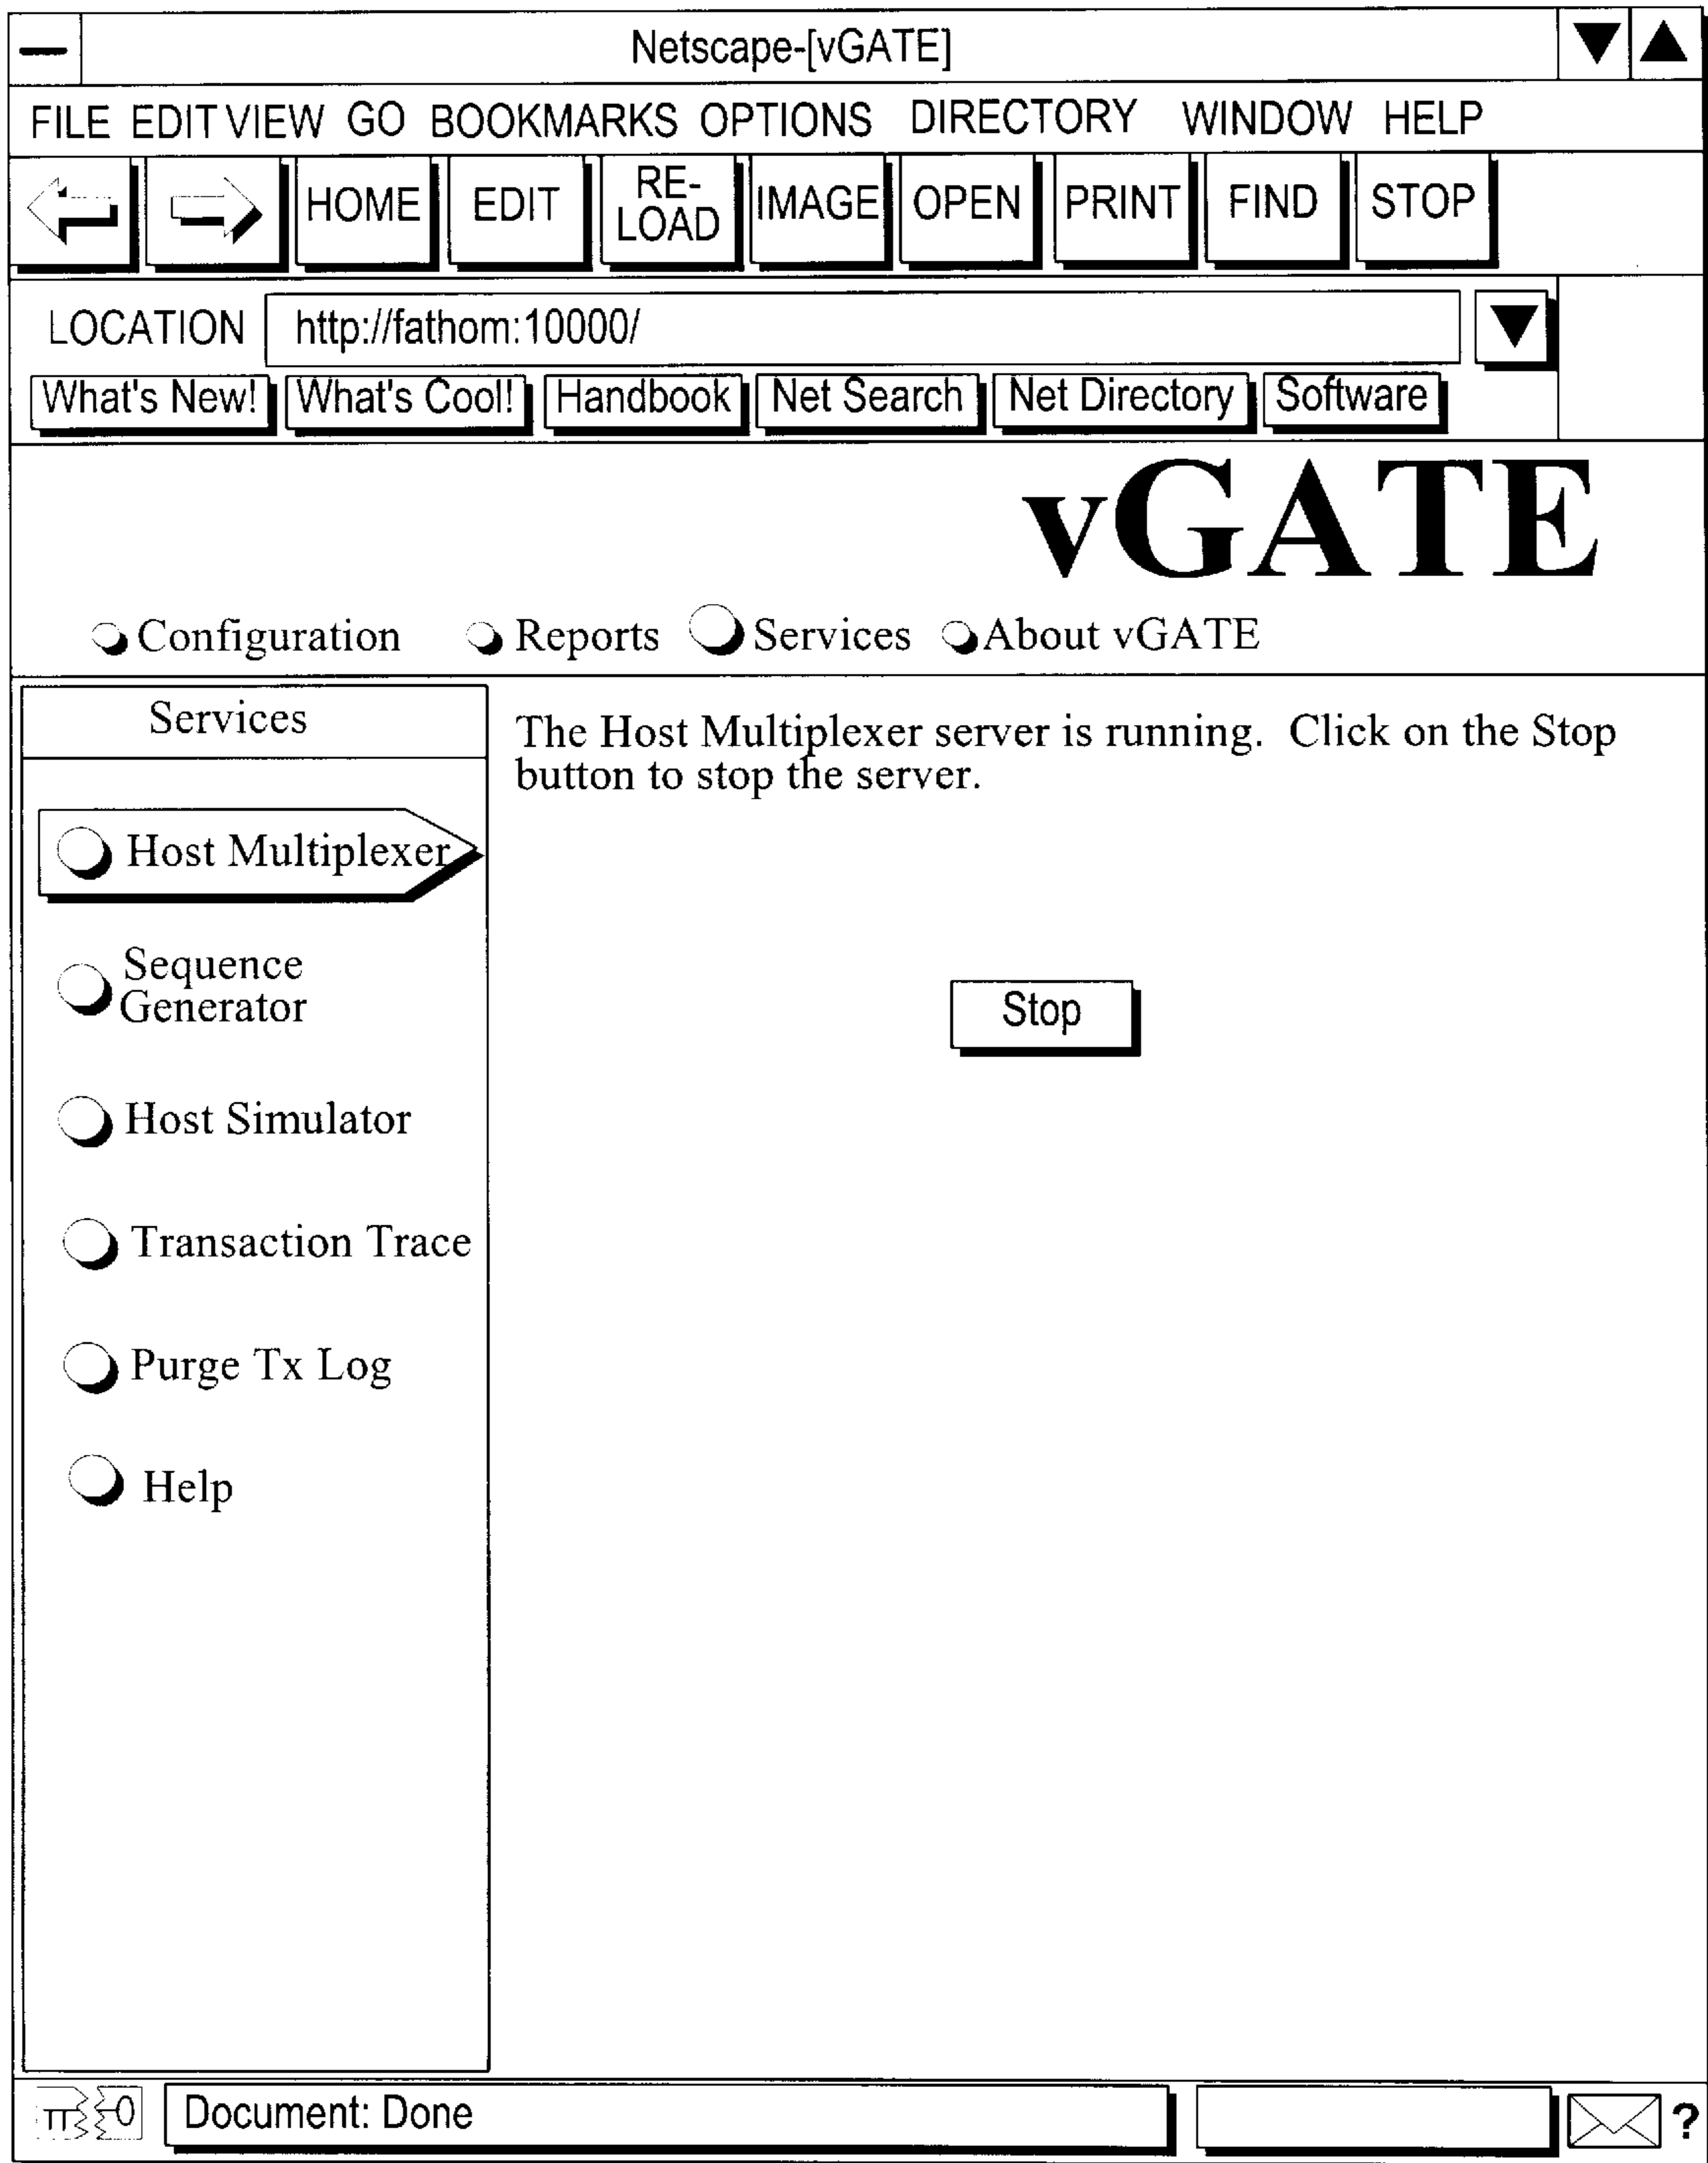 Netscape-[vGATE]
FILE EDIT VIEW GO BOOKMARKS OPTIONS DIRECTORY WINDOW HELP
HOME EDIT RE-LOAD IMAGE OPEN PRINT FIND STOP
LOCATION http://fathom:10000/
What's New! What's Cool! Handbook Net Search Net Directory Software
vGATE
Configuration Reports Services About vGATE
Services
Host Multiplexer
Sequence
Generator
Host Simulator
Transaction Trace
Purge Tx Log
Help
The Host Multiplexer server is running. Click on the Stop
button to stop the server.
Stop
Document: Done
?